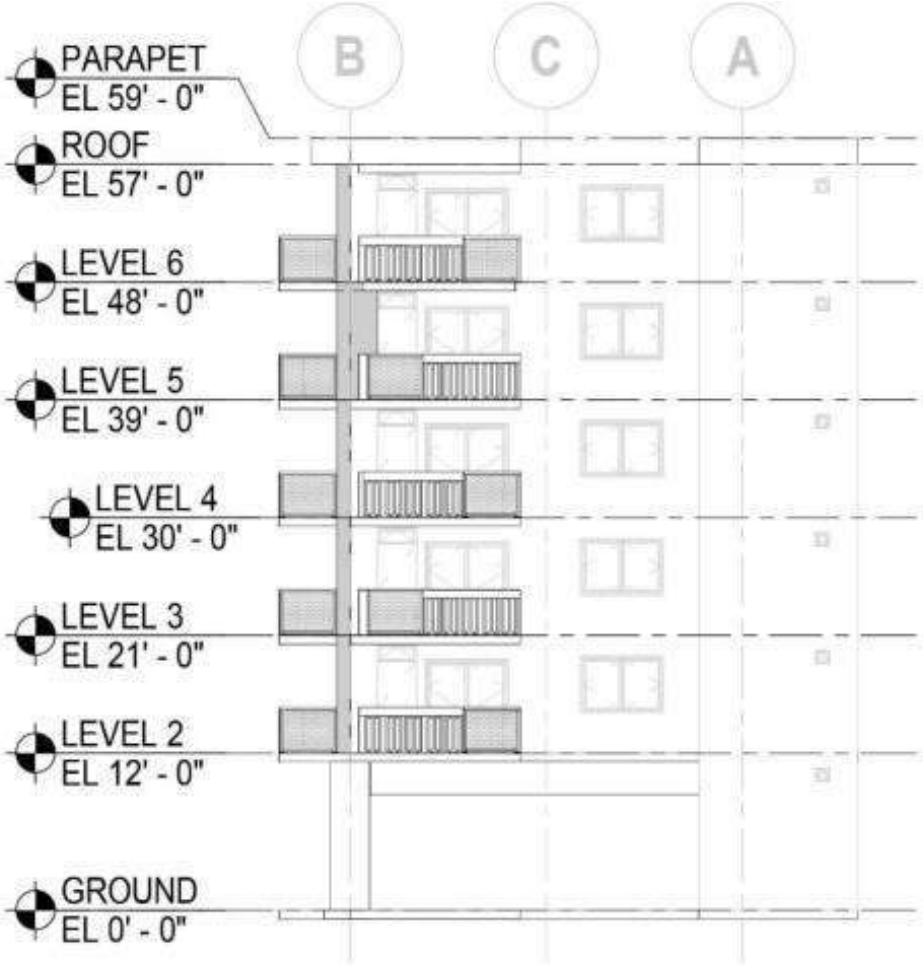 B C A
PARAPET
EL 59' - 0"
ROOF
EL 57' - 0"
LEVEL 6
EL 48' - 0"
LEVEL 5
EL 39' - 0"
LEVEL 4
EL 30' - 0"
LEVEL 3
EL 21' - 0"
LEVEL 2
EL 12' - 0"
GROUND
EL 0' - 0"